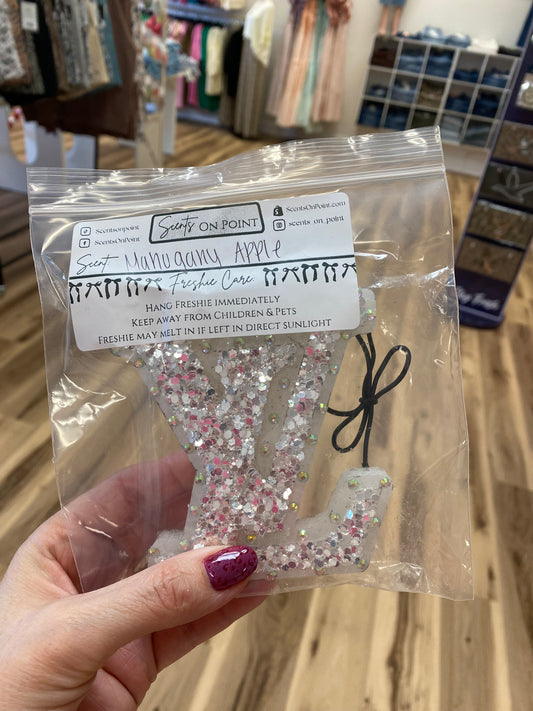 Scentsonpoint
ScentsOnPoint
Scents ON POINT
ScentsOnPoint.com
scents_on_point
Scent Mahogany Apple
Freshie Care
HANG FRESHIE IMMEDIATELY
KEEP AWAY FROM CHILDREN & PETS
FRESHIE MAY MELT IN IF LEFT IN DIRECT SUNLIGHT